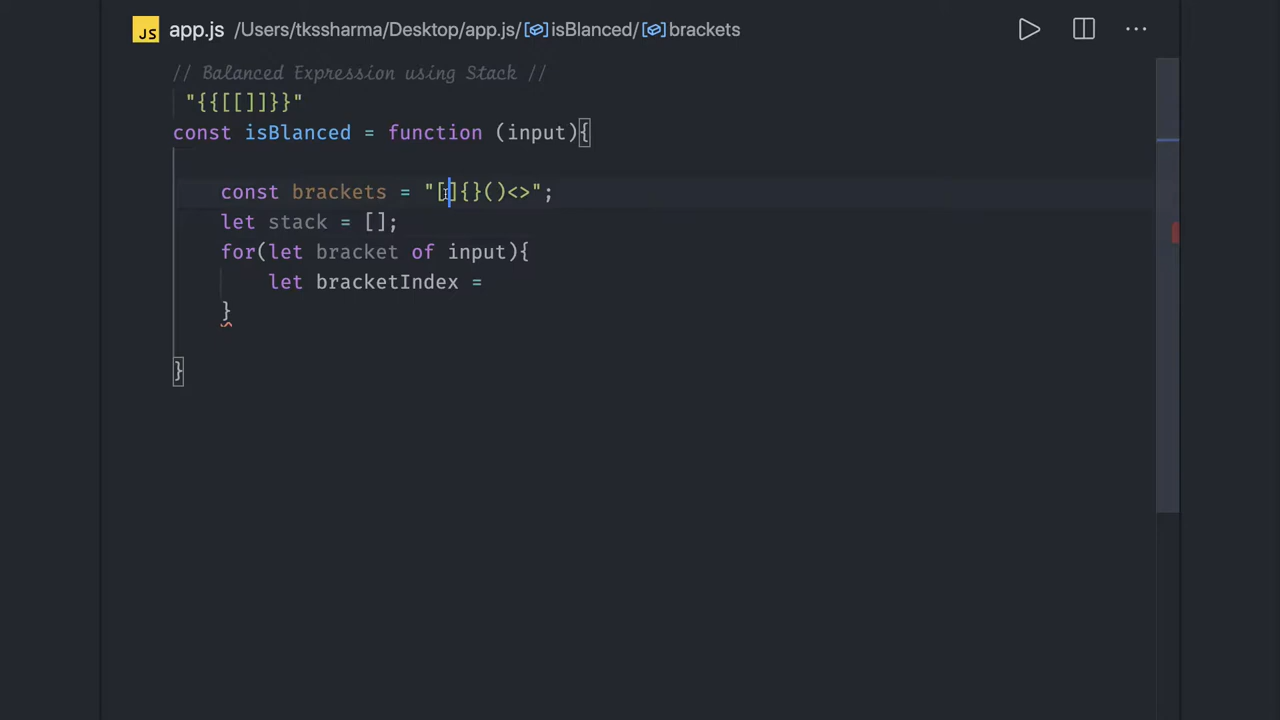 JS app.js /Users/tkssharma/Desktop/app.js/isBlanced/brackets
// Balanced Expression using Stack //
"{{[[]]}}"
const isBlanced = function (input){
const brackets = "[]{}()<>";
let stack = [];
for(let bracket of input){
let bracketIndex =
}
}